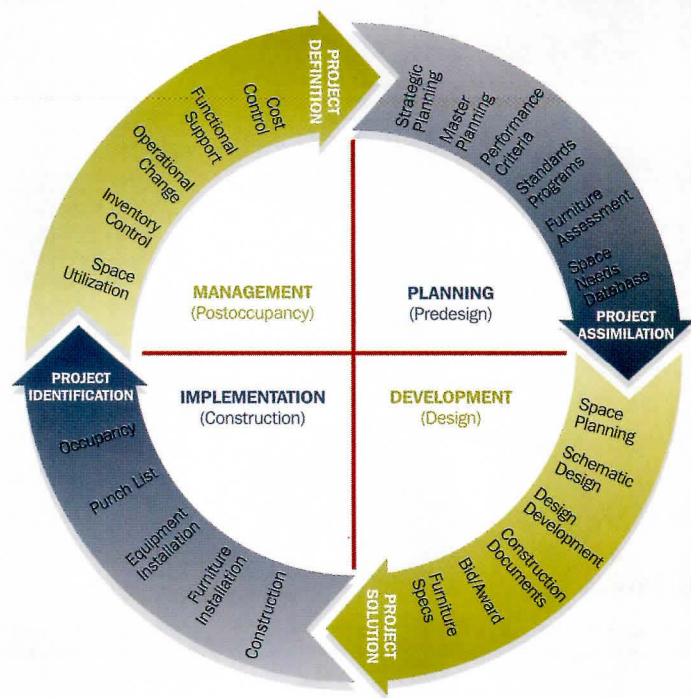 PROJECT
DEFINITION
Cost
Control
Functional
Support
Operational
Change
Inventory
Control
Space
Utilization
Strategic
Planning
Master
Planning
Performance
Criteria
Standards
Programs
Furniture
Assessment
Space
Needs
Database
PROJECT
ASSIMILATION
MANAGEMENT
(Postoccupancy)
PLANNING
(Predesign)
IMPLEMENTATION
(Construction)
DEVELOPMENT
(Design)
Space
Planning
Schematic
Design
Design
Development
Construction
Documents
Bid/Award
Furniture
Specs
PROJECT
SOLUTION
Construction
Furniture
Installation
Equipment
Installation
Punch List
Occupancy
PROJECT
IDENTIFICATION